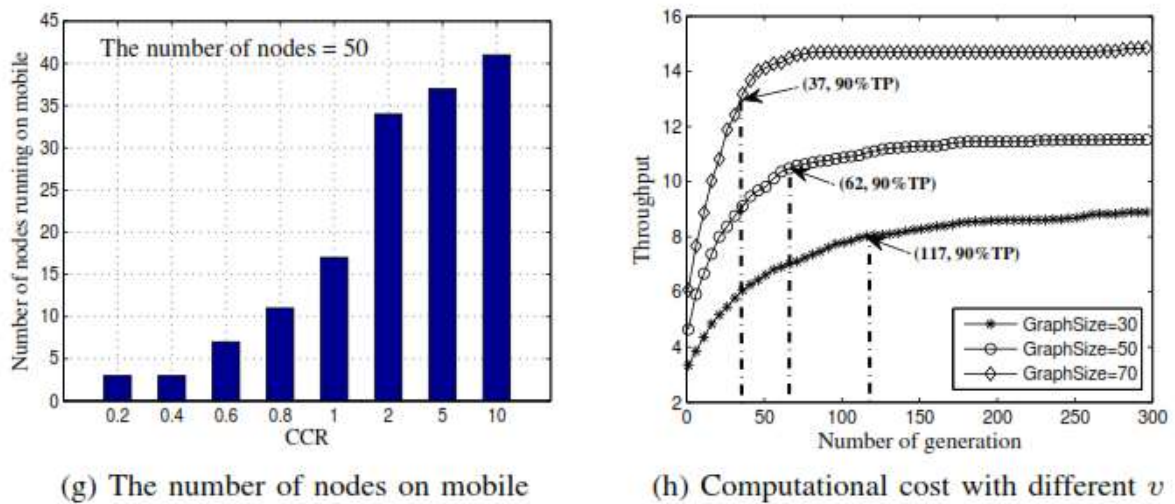 45
40
35
30
25
20
15
10
5
0
Number of nodes running on mobile
The number of nodes = 50
0.2 0.4 0.6 0.8 1 2 5 10
CCR
(g) The number of nodes on mobile
16
14
12
10
8
6
4
2
Throughput
(37, 90%TP)
(62, 90%TP)
(117, 90%TP)
GraphSize=30
GraphSize=50
GraphSize=70
0 50 100 150 200 250 300
Number of generation
(h) Computational cost with different v